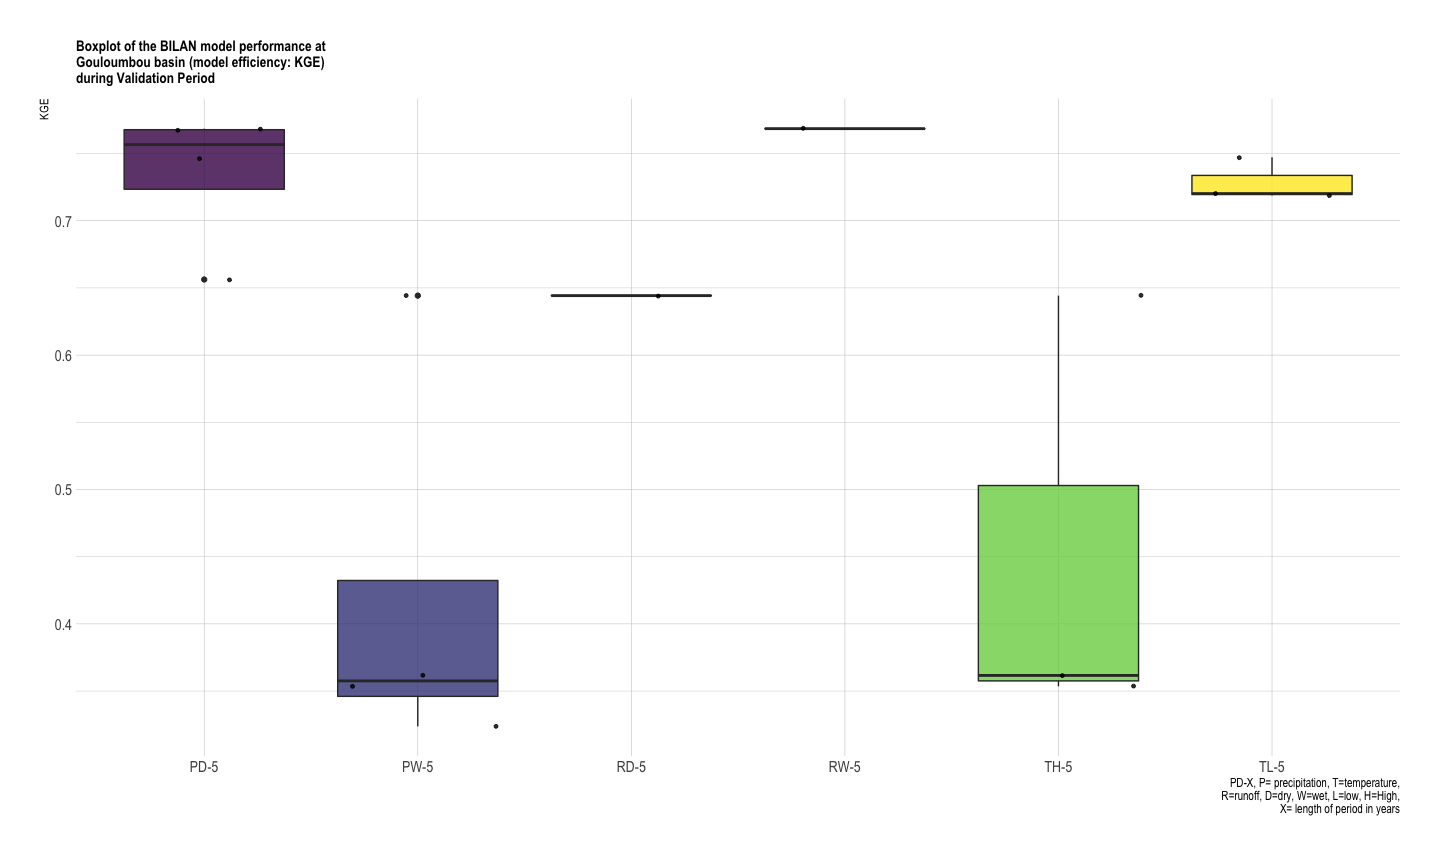 Boxplot of the BILAN model performance at
Gouloumbou basin (model efficiency: KGE)
during Validation Period
KGE
0.7
0.6
0.5
0.4
PD-5 PW-5 RD-5 RW-5 TH-5 TL-5
PD-X, P= precipitation, T=temperature,
R=runoff, D=dry, W=wet, L=low, H=High,
X= length of period in years